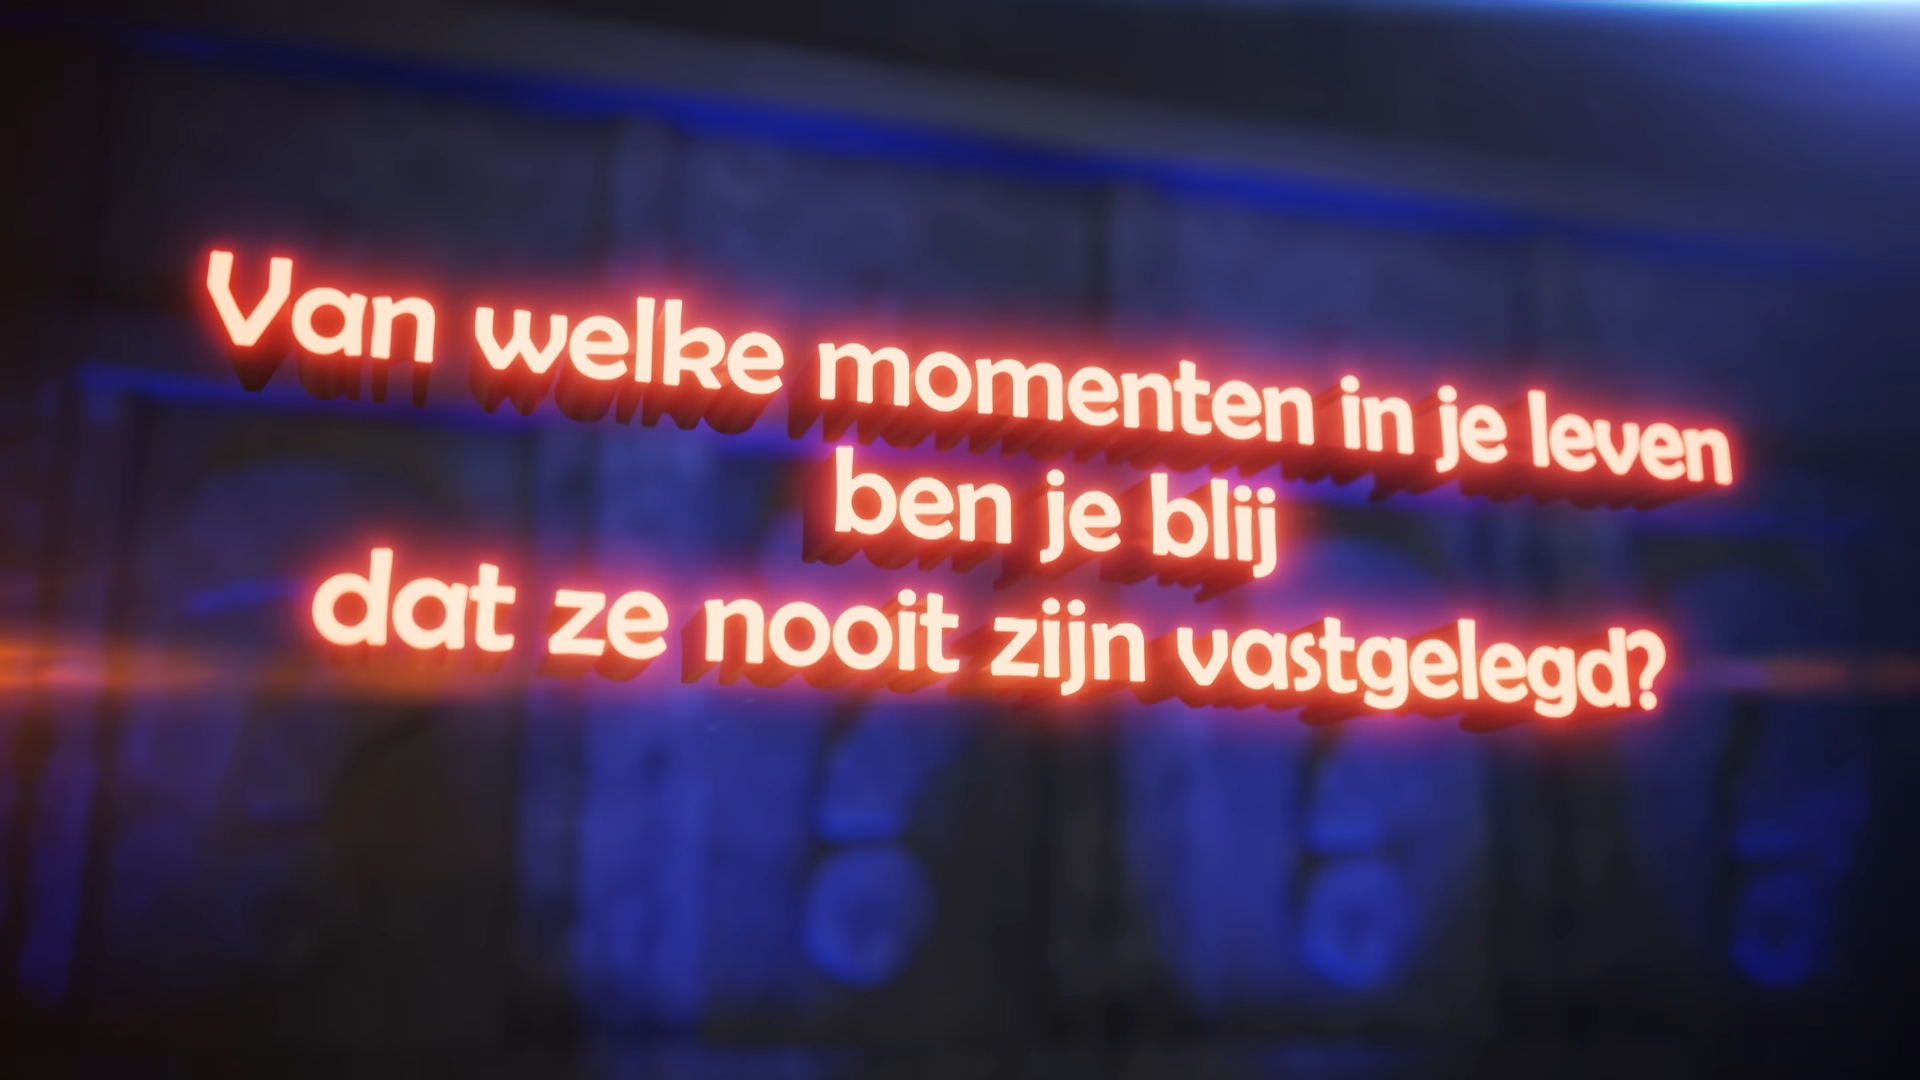 Van welke momenten in je leven
ben je blij
dat ze nooit zijn vastgelegd?